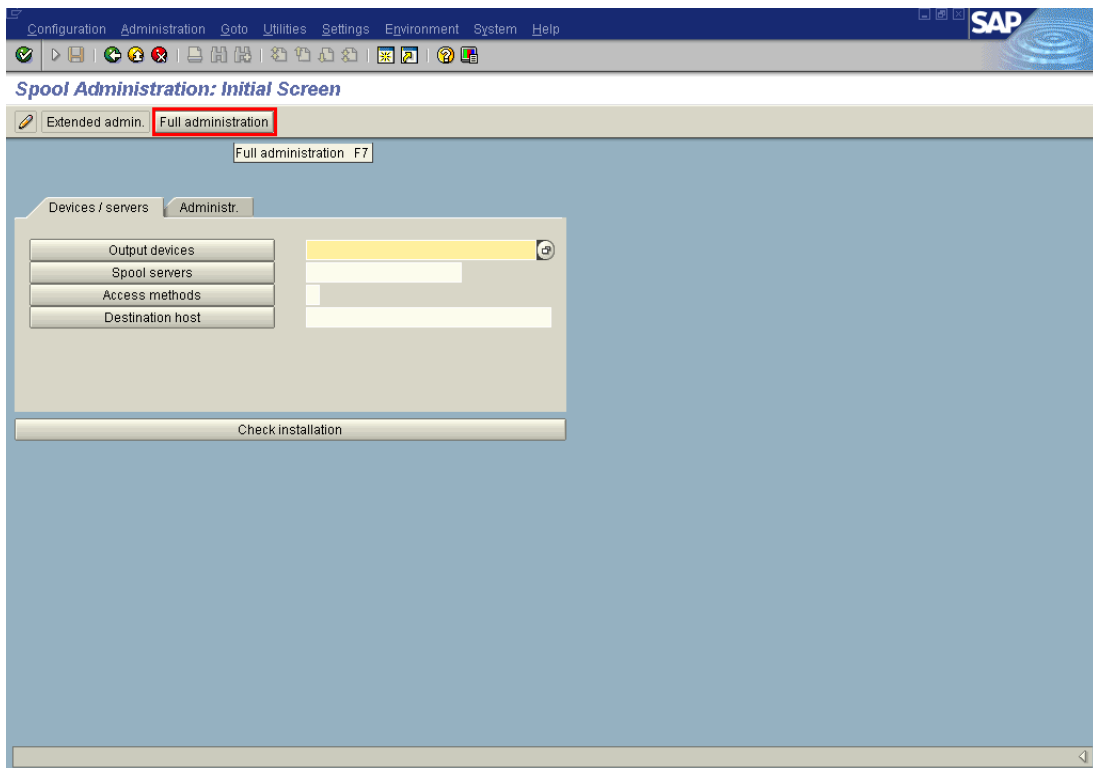 Configuration Administration Goto Utilities Settings Environment System Help
SAP
Spool Administration: Initial Screen
Extended admin. Full administration
Full administration F7
Devices / servers Administr.
Output devices
Spool servers
Access methods
Destination host
Check installation